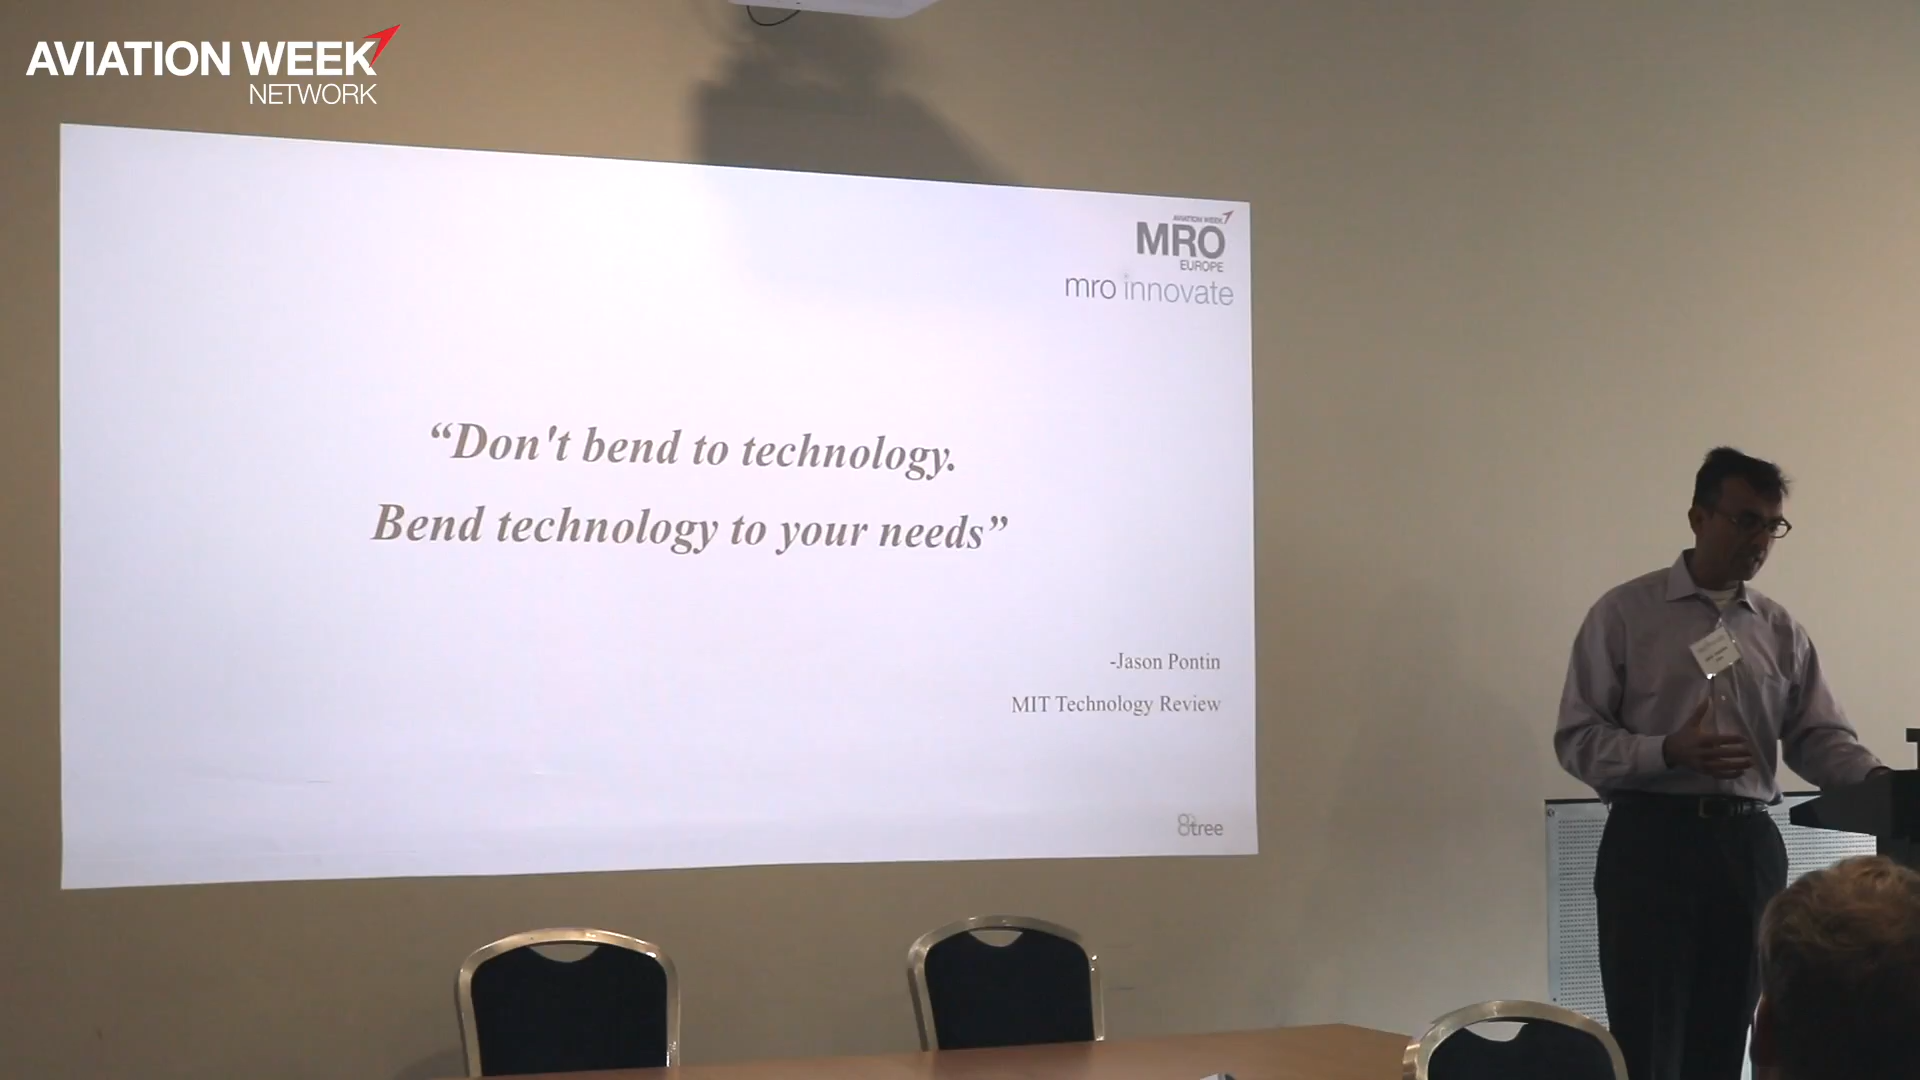 AVIATION WEEK
NETWORK
AVIATION WEEK
MRO
EUROPE
mro innovate
“Don't bend to technology.
Bend technology to your needs”
-Jason Pontin
MIT Technology Review
8tree